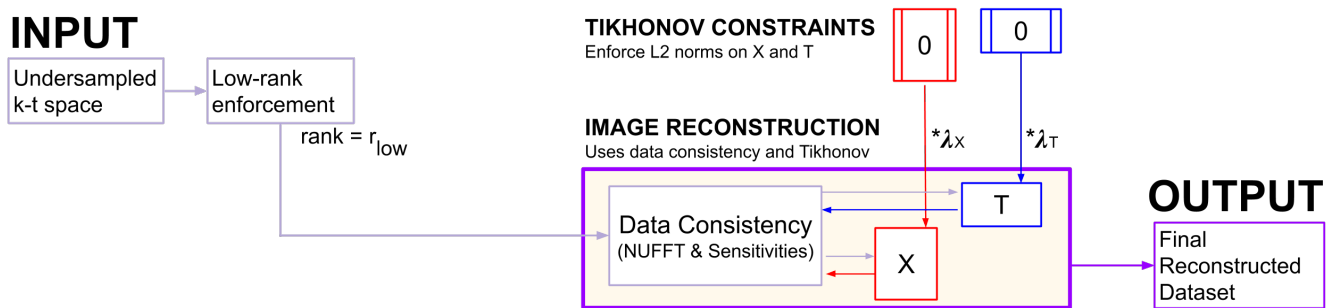 INPUT
Undersampled
k-t space
Low-rank
enforcement
rank = r_low
TIKHONOV CONSTRAINTS
Enforce L2 norms on X and T
0
0
*λX
*λT
IMAGE RECONSTRUCTION
Uses data consistency and Tikhonov
Data Consistency
(NUFFT & Sensitivities)
T
X
OUTPUT
Final
Reconstructed
Dataset